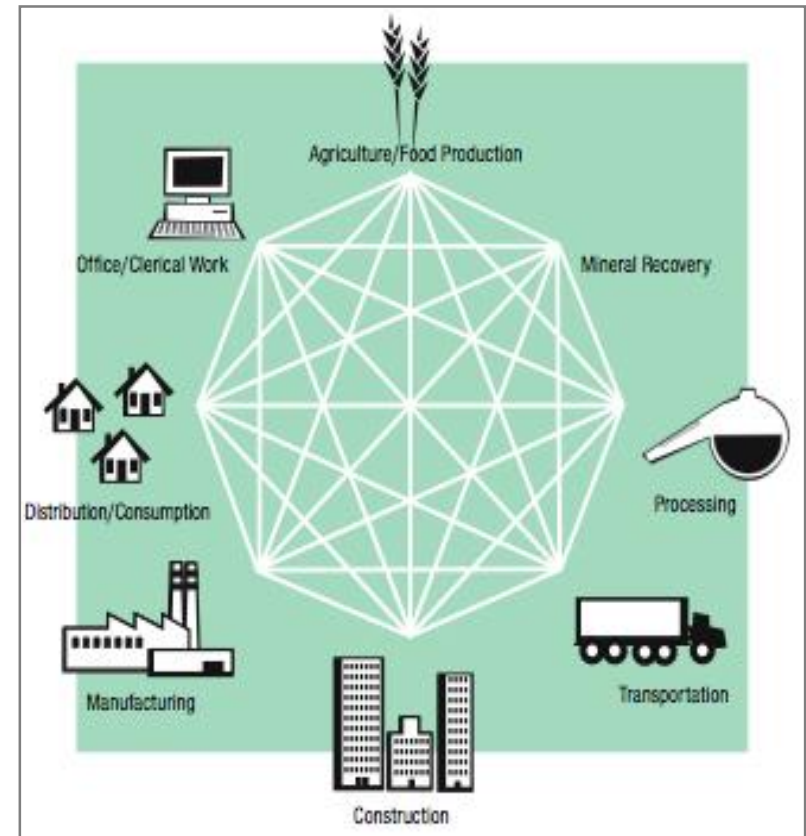 Agriculture/Food Production
Office/Clerical Work
Mineral Recovery
Distribution/Consumption
Processing
Manufacturing
Transportation
Construction